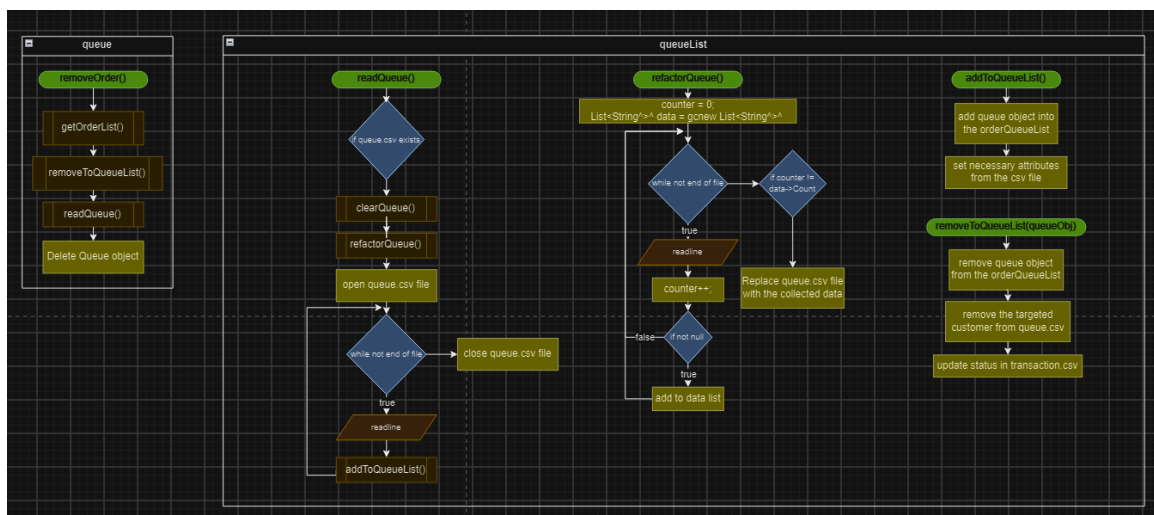 queue
removeOrder()
getOrderList()
removeToQueueList()
readQueue()
Delete Queue object
queueList
readQueue()
if queue.csv exists
clearQueue()
refactorQueue()
open queue.csv file
while not end of file
close queue.csv file
true
readline
addToQueueList()
refactorQueue()
counter = 0;
List<String^>^ data = gcnew List<String^>^
while not end of file
if counter !=
data->Count
true
readline
counter++;
Replace queue.csv file
with the collected data
if not null
false
true
add to data list
addToQueueList()
add queue object into
the orderQueueList
set necessary attributes
from the csv file
removeToQueueList(queueObj)
remove queue object
from the orderQueueList
remove the targeted
customer from queue.csv
update status in transaction.csv